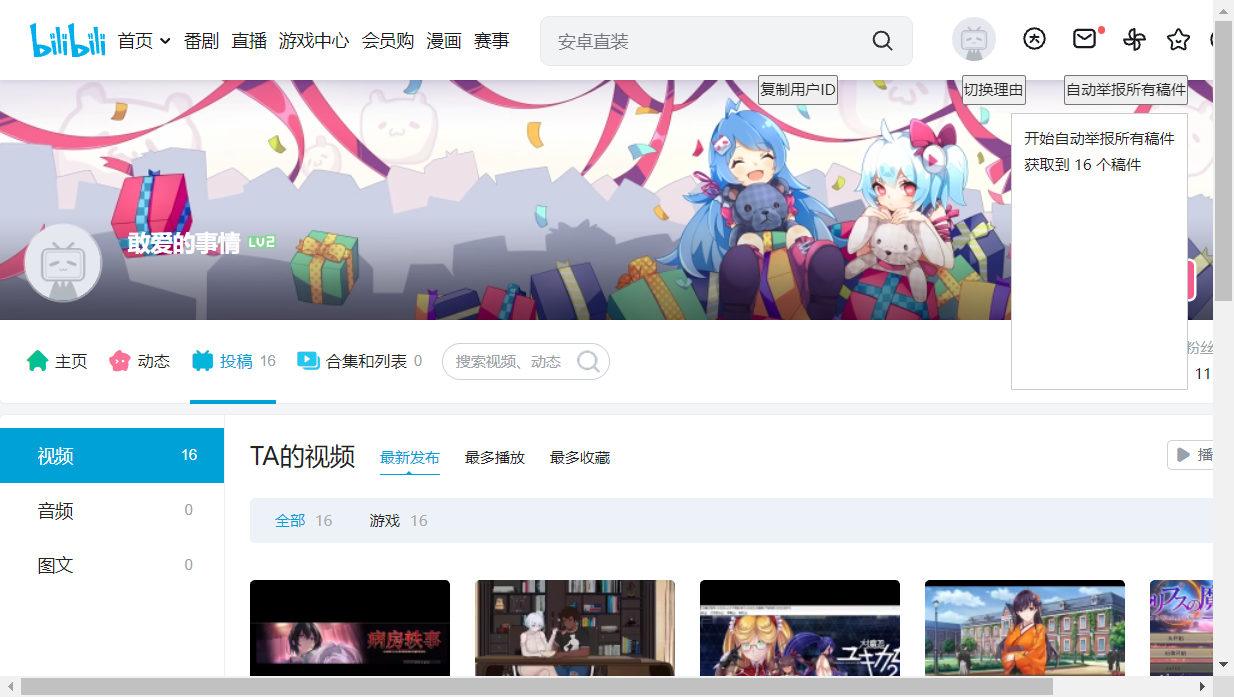 bilibili 首页 番剧 直播 游戏中心 会员购 漫画 赛事 安卓直装
复制用户ID 切换理由 自动举报所有稿件
开始自动举报所有稿件
获取到 16 个稿件
敢爱的事情 LV2
主页 动态 投稿 16 合集和列表 0 搜索视频、动态 粉丝
11
视频 16
音频 0
图文 0
TA的视频 最新发布 最多播放 最多收藏 播
全部 16 游戏 16
病房轶事
ユキカゼ2